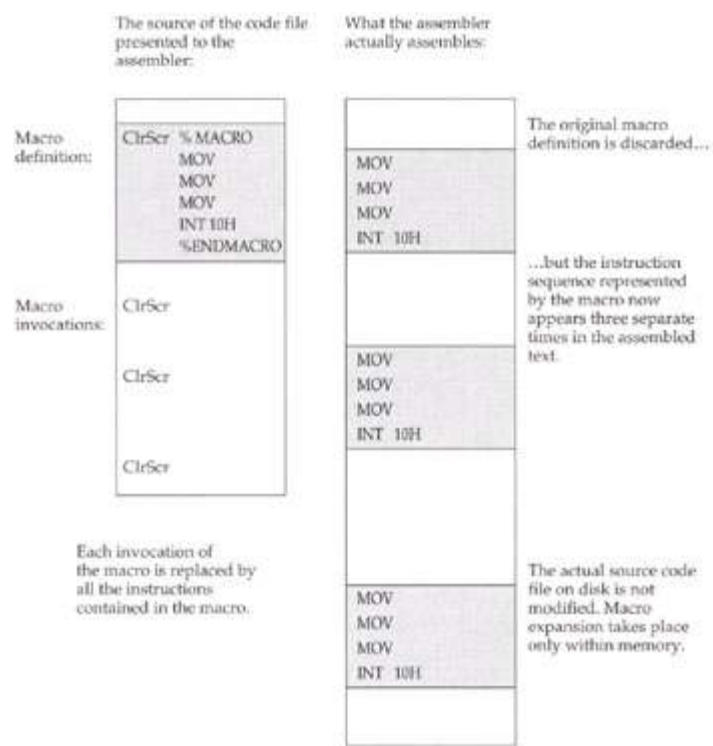 The source of the code file
presented to the
assembler:
What the assembler
actually assembles:
Macro
definition:
ClrScr % MACRO
MOV
MOV
MOV
INT 10H
%ENDMACRO
Macro
invocations:
ClrScr
ClrScr
ClrScr
Each invocation of
the macro is replaced by
all the instructions
contained in the macro.
MOV
MOV
MOV
INT 10H
MOV
MOV
MOV
INT 10H
MOV
MOV
MOV
INT 10H
The original macro
definition is discarded...
...but the instruction
sequence represented
by the macro now
appears three separate
times in the assembled
text.
The actual source code
file on disk is not
modified. Macro
expansion takes place
only within memory.